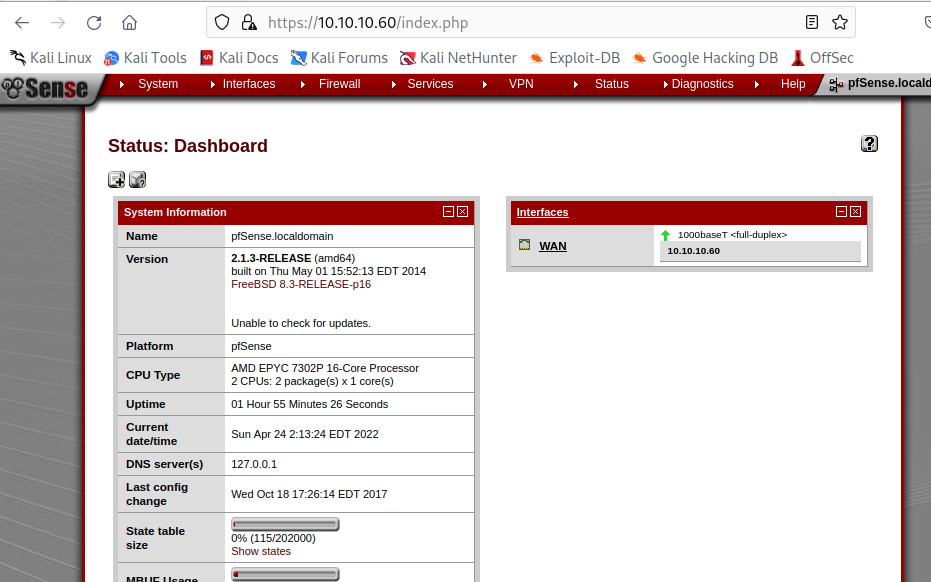 https://10.10.10.60/index.php
Kali Linux Kali Tools Kali Docs Kali Forums Kali NetHunter Exploit-DB Google Hacking DB OffSec
Sense System Interfaces Firewall Services VPN Status Diagnostics Help pfSense.locald
Status: Dashboard
System Information
Name pfSense.localdomain
Version 2.1.3-RELEASE (amd64)
built on Thu May 01 15:52:13 EDT 2014
FreeBSD 8.3-RELEASE-p16
Unable to check for updates.
Platform pfSense
CPU Type AMD EPYC 7302P 16-Core Processor
2 CPUs: 2 package(s) x 1 core(s)
Uptime 01 Hour 55 Minutes 26 Seconds
Current
date/time Sun Apr 24 2:13:24 EDT 2022
DNS server(s) 127.0.0.1
Last config
change Wed Oct 18 17:26:14 EDT 2017
State table
size 0% (115/202000)
Show states
MBUF Usage
Interfaces
WAN 1000baseT <full-duplex>
10.10.10.60